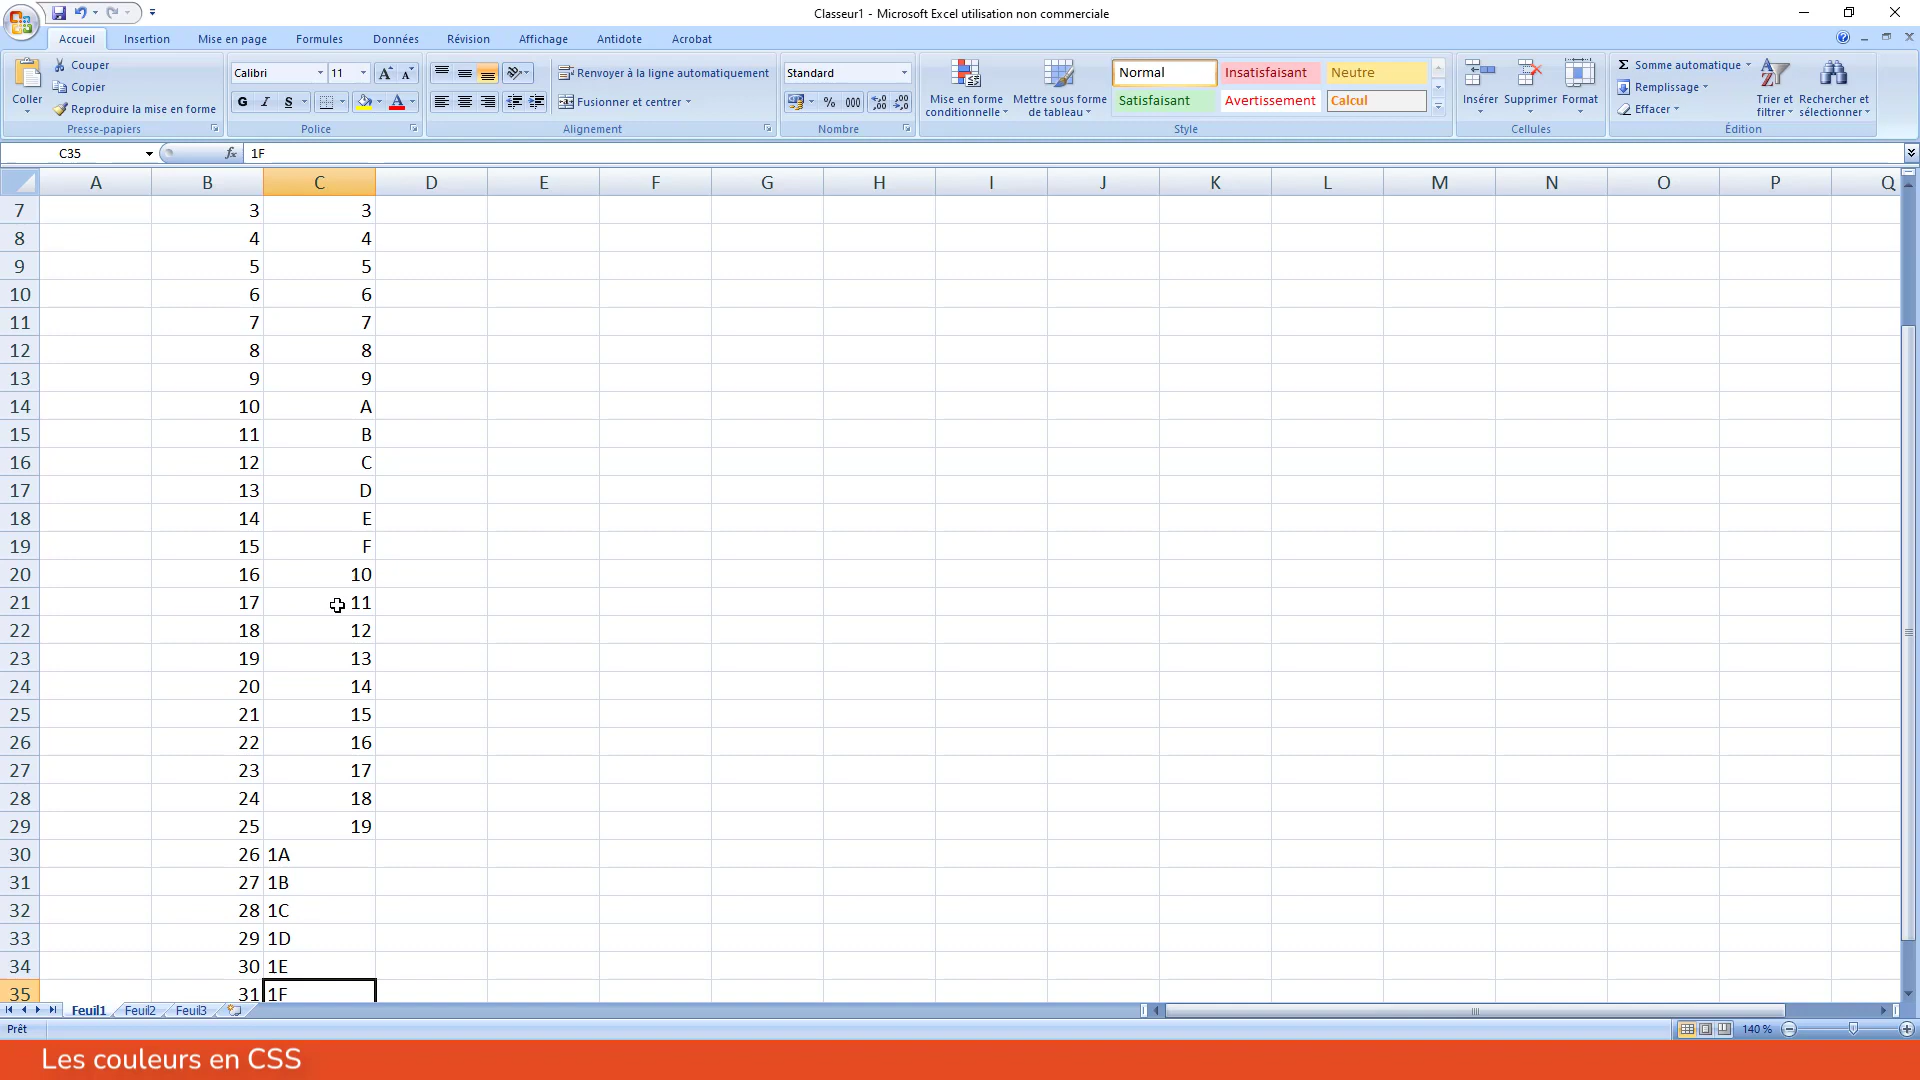 Classeur1 - Microsoft Excel utilisation non commerciale
Accueil Insertion Mise en page Formules Données Révision Affichage Antidote Acrobat
Coller
Couper
Copier
Reproduire la mise en forme
Presse-papiers
Calibri 11
G I S
Police
Renvoyer à la ligne automatiquement
Fusionner et centrer
Alignement
Standard
% 000
Nombre
Mise en forme conditionnelle
Mettre sous forme de tableau
Normal Insatisfaisant Neutre
Satisfaisant Avertissement Calcul
Style
Insérer Supprimer Format
Cellules
Σ Somme automatique
Remplissage
Effacer
Trier et filtrer
Rechercher et sélectionner
Édition
C35 fx 1F
A B C D E F G H I J K L M N O P Q
7 3 3
8 4 4
9 5 5
10 6 6
11 7 7
12 8 8
13 9 9
14 10 A
15 11 B
16 12 C
17 13 D
18 14 E
19 15 F
20 16 10
21 17 11
22 18 12
23 19 13
24 20 14
25 21 15
26 22 16
27 23 17
28 24 18
29 25 19
30 26 1A
31 27 1B
32 28 1C
33 29 1D
34 30 1E
35 31 1F
Feuil1 Feuil2 Feuil3
Prêt
140 %
Les couleurs en CSS